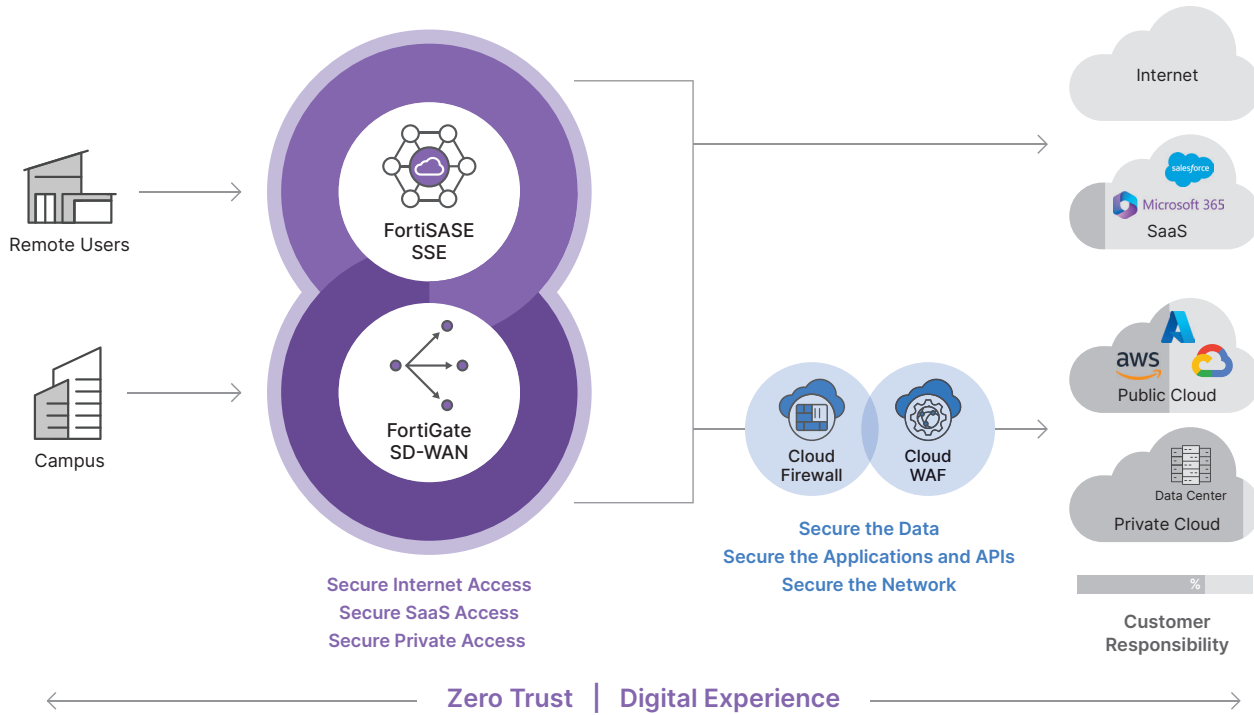 Remote Users
Campus
FortiSASE
SSE
FortiGate
SD-WAN
Secure Internet Access
Secure SaaS Access
Secure Private Access
Cloud
Firewall
Cloud
WAF
Secure the Data
Secure the Applications and APIs
Secure the Network
Internet
salesforce
Microsoft 365
SaaS
aws
Public Cloud
Data Center
Private Cloud
%
Customer
Responsibility
Zero Trust | Digital Experience